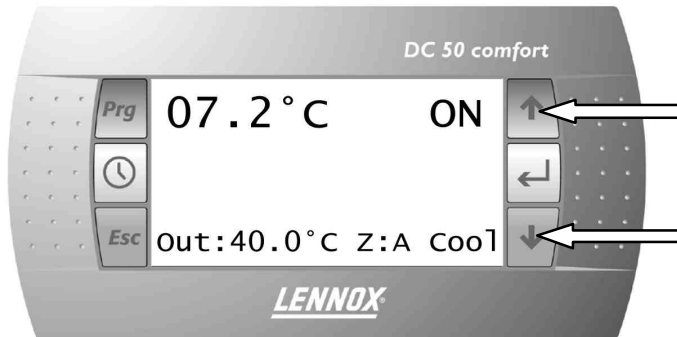 DC 50 comfort
Prg
07.2°C ON
Esc
Out:40.0°C Z:A Cool
LENNOX